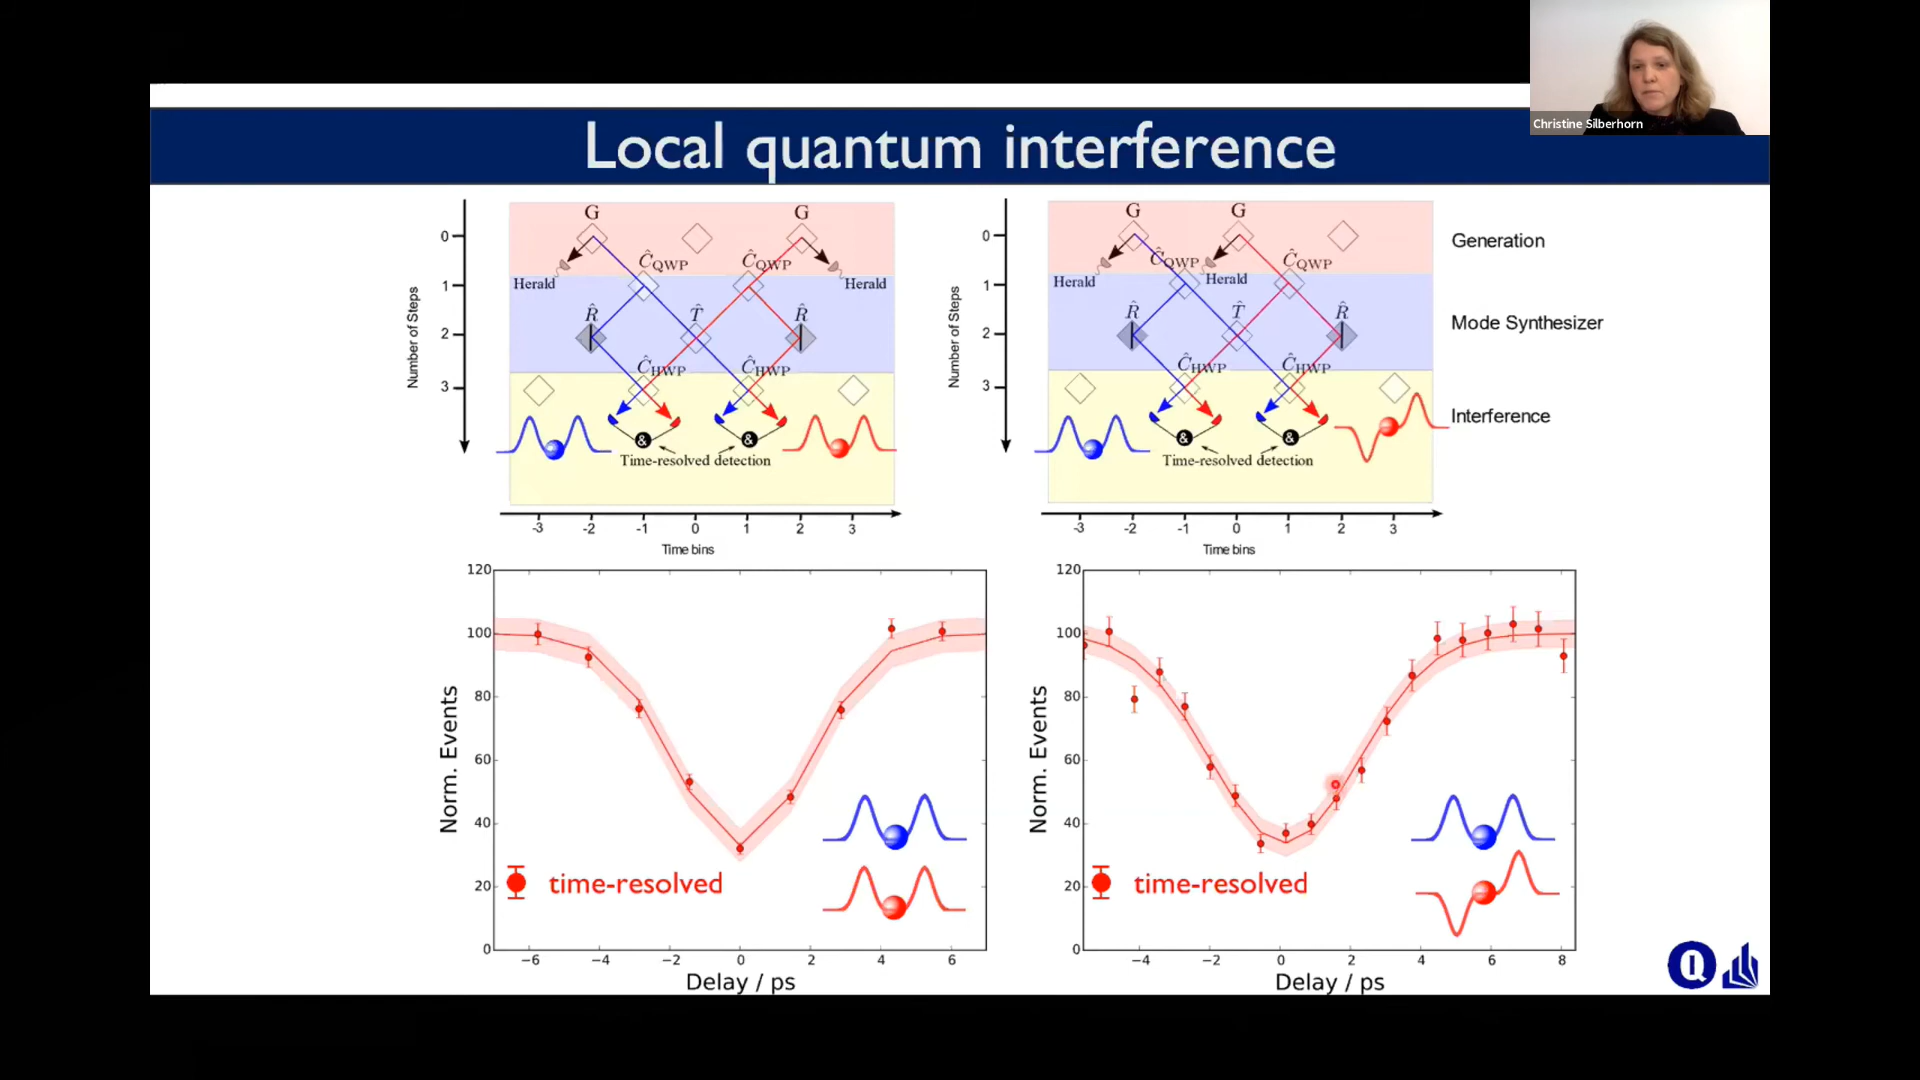 Christine Silberhorn
Local quantum interference
G G
0
Ĉ_QWP Ĉ_QWP
Herald Herald
1
R̂ T̂ R̂
2
Ĉ_HWP Ĉ_HWP
3
& &
Time-resolved detection
Number of Steps
-3 -2 -1 0 1 2 3
Time bins
G G
0
Ĉ_QWP Ĉ_QWP
Herald Herald
1
R̂ T̂ R̂
2
Ĉ_HWP Ĉ_HWP
3
& &
Time-resolved detection
Number of Steps
-3 -2 -1 0 1 2 3
Time bins
Generation
Mode Synthesizer
Interference
120
100
80
60
40
20
0
Norm. Events
time-resolved
−6 −4 −2 0 2 4 6
Delay / ps
120
100
80
60
40
20
0
Norm. Events
time-resolved
−4 −2 0 2 4 6 8
Delay / ps
Q